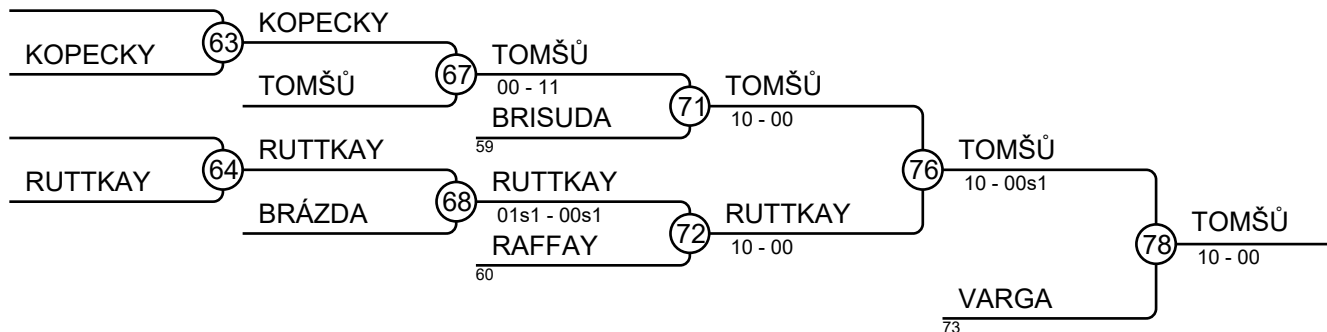 KOPECKY
63
KOPECKY
TOMŠŮ
67
TOMŠŮ
00 - 11
BRISUDA
59
71
TOMŠŮ
10 - 00
RUTTKAY
64
RUTTKAY
BRÁZDA
68
RUTTKAY
01s1 - 00s1
RAFFAY
60
72
RUTTKAY
10 - 00
76
TOMŠŮ
10 - 00s1
VARGA
73
78
TOMŠŮ
10 - 00